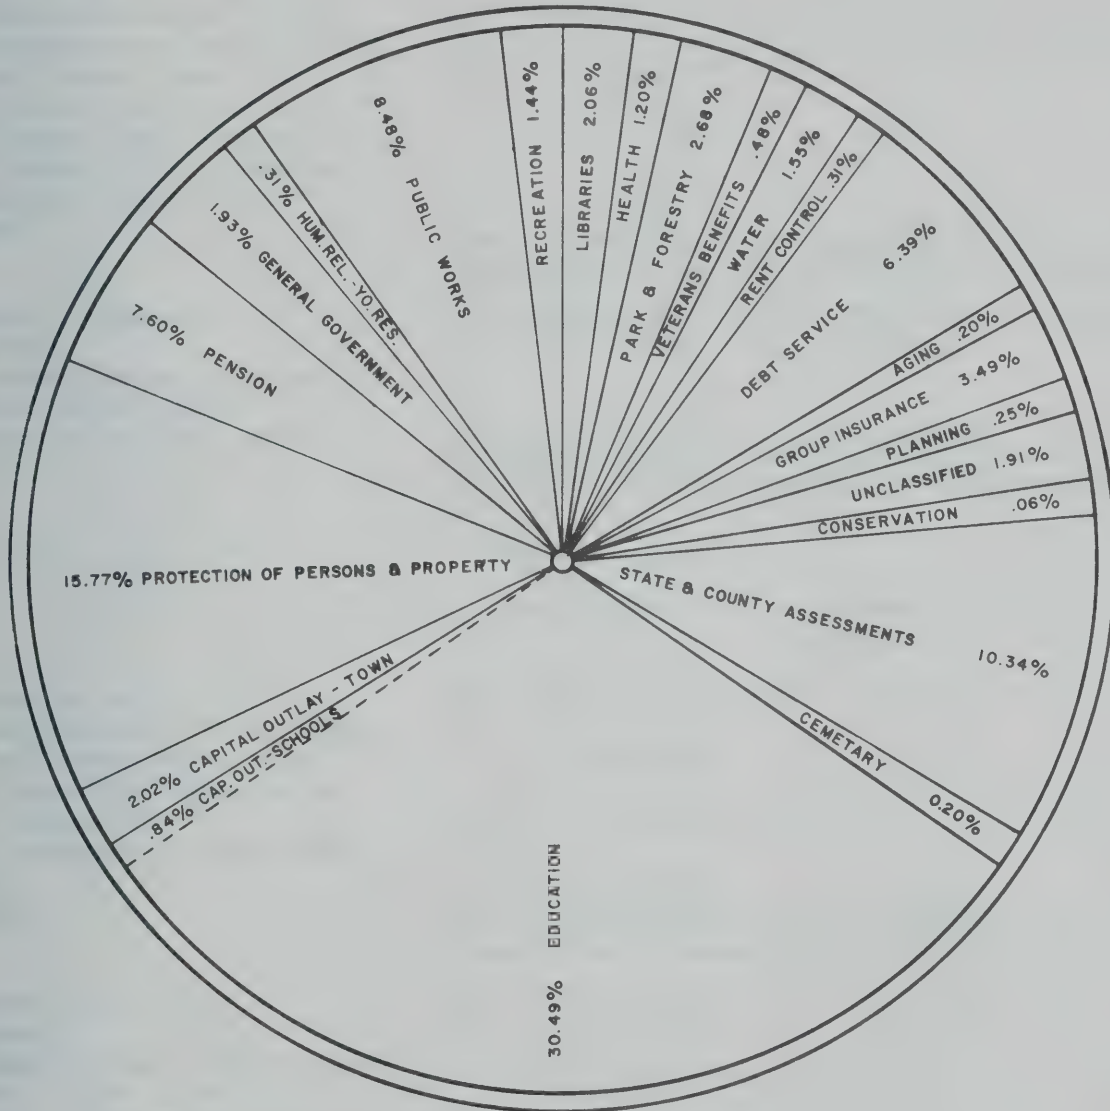 RECREATION 1.44%
LIBRARIES 2.06%
HEALTH 1.20%
PARK & FORESTRY 2.68%
VETERANS BENEFITS .48%
WATER 1.55%
RENT CONTROL .31%
DEBT SERVICE 6.39%
AGING .20%
GROUP INSURANCE 3.49%
PLANNING .25%
UNCLASSIFIED 1.91%
CONSERVATION .06%
STATE & COUNTY ASSESSMENTS 10.34%
CEMETARY 0.20%
30.49% EDUCATION
.84% CAP. OUT.-SCHOOLS
2.02% CAPITAL OUTLAY - TOWN
15.77% PROTECTION OF PERSONS & PROPERTY
7.60% PENSION
1.93% GENERAL GOVERNMENT
.31% HUM. REL.-YO. RES.
8.48% PUBLIC WORKS